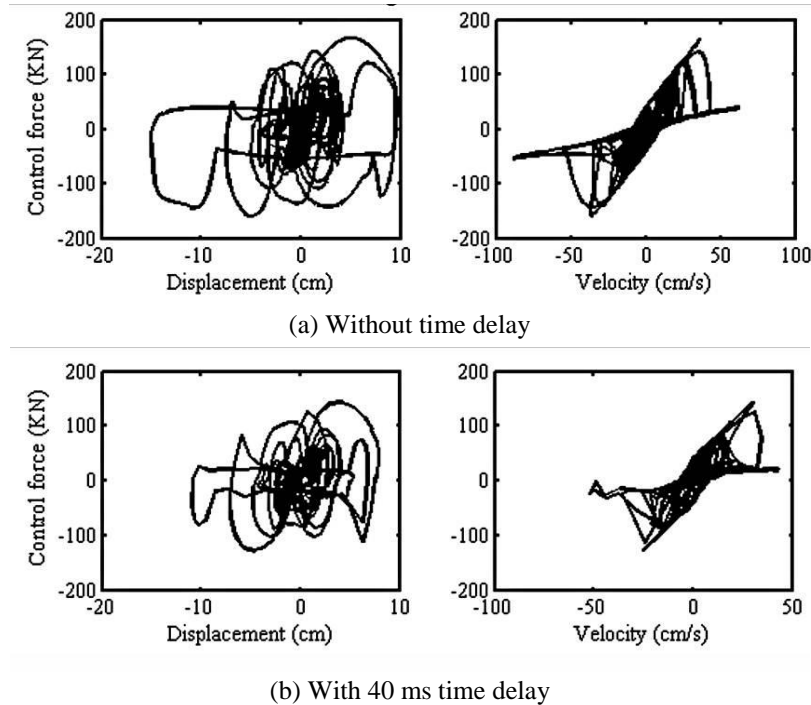 200
200
100
100
0
0
-100
-100
-200
-200
-20 -10 0 10
-100 -50 0 50 100
Control force (KN)
Displacement (cm)
Velocity (cm/s)
(a) Without time delay
200
200
100
100
0
0
-100
-100
-200
-200
-20 -10 0 10
-100 -50 0 50
Control force (KN)
Displacement (cm)
Velocity (cm/s)
(b) With 40 ms time delay